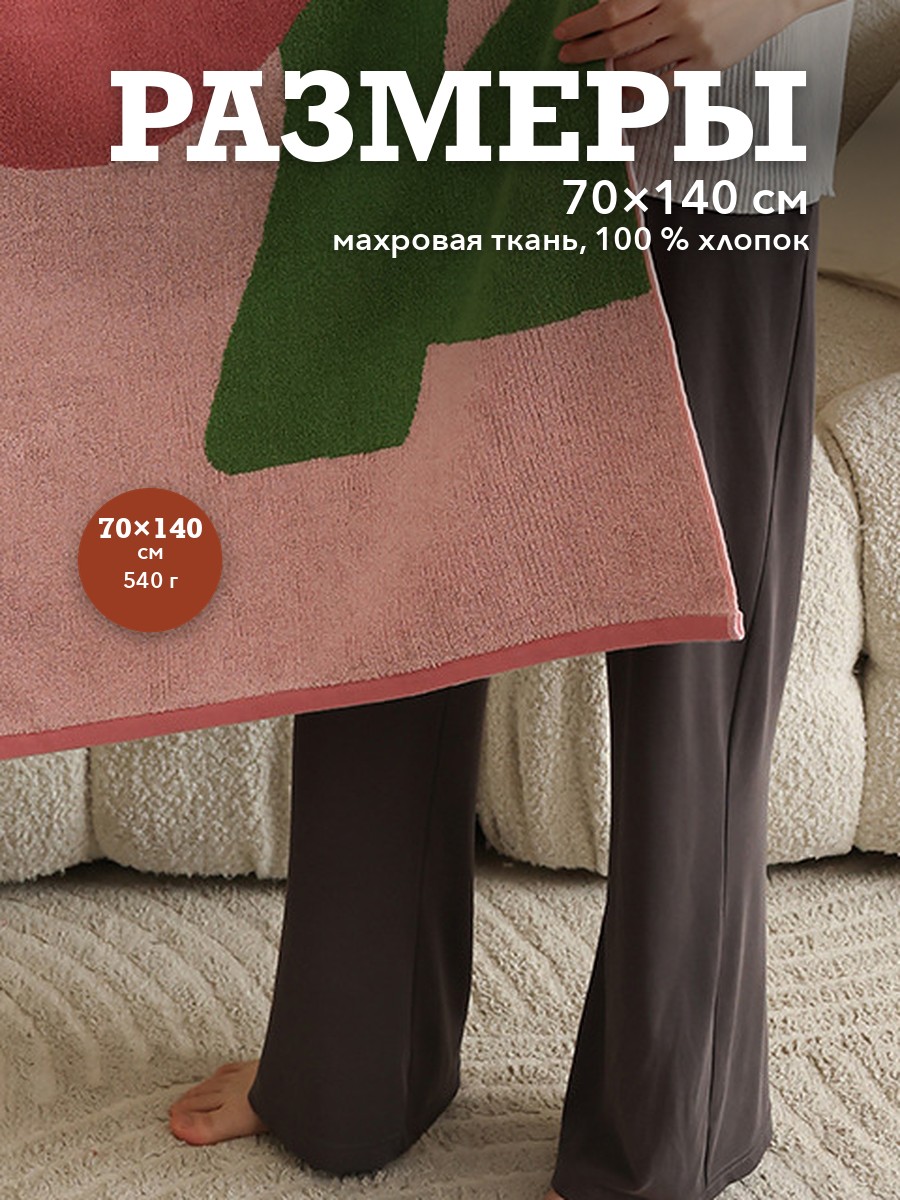 РАЗМЕРЫ
70×140 см
махровая ткань, 100 % хлопок
70×140
см
540 г